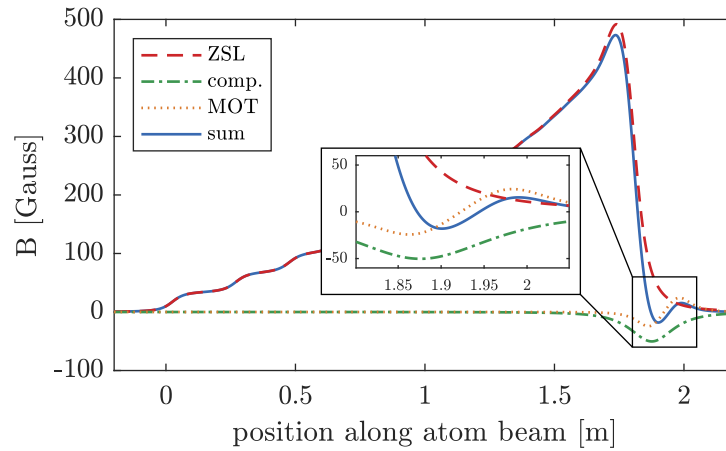 500
400
300
200
100
0
-100
B [Gauss]
ZSL
comp.
MOT
sum
50
0
-50
1.85 1.9 1.95 2
0 0.5 1 1.5 2
position along atom beam [m]